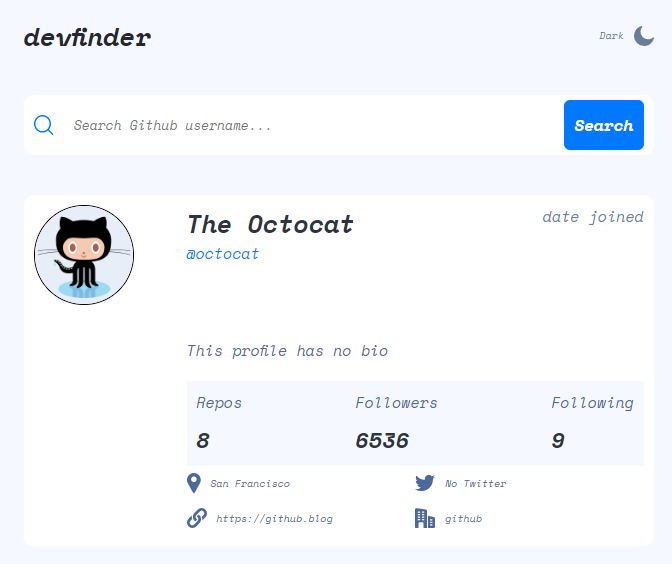 devfinder
Dark
Search Github username...
Search
The Octocat
date joined
@octocat
This profile has no bio
Repos Followers Following
8 6536 9
San Francisco No Twitter
https://github.blog github